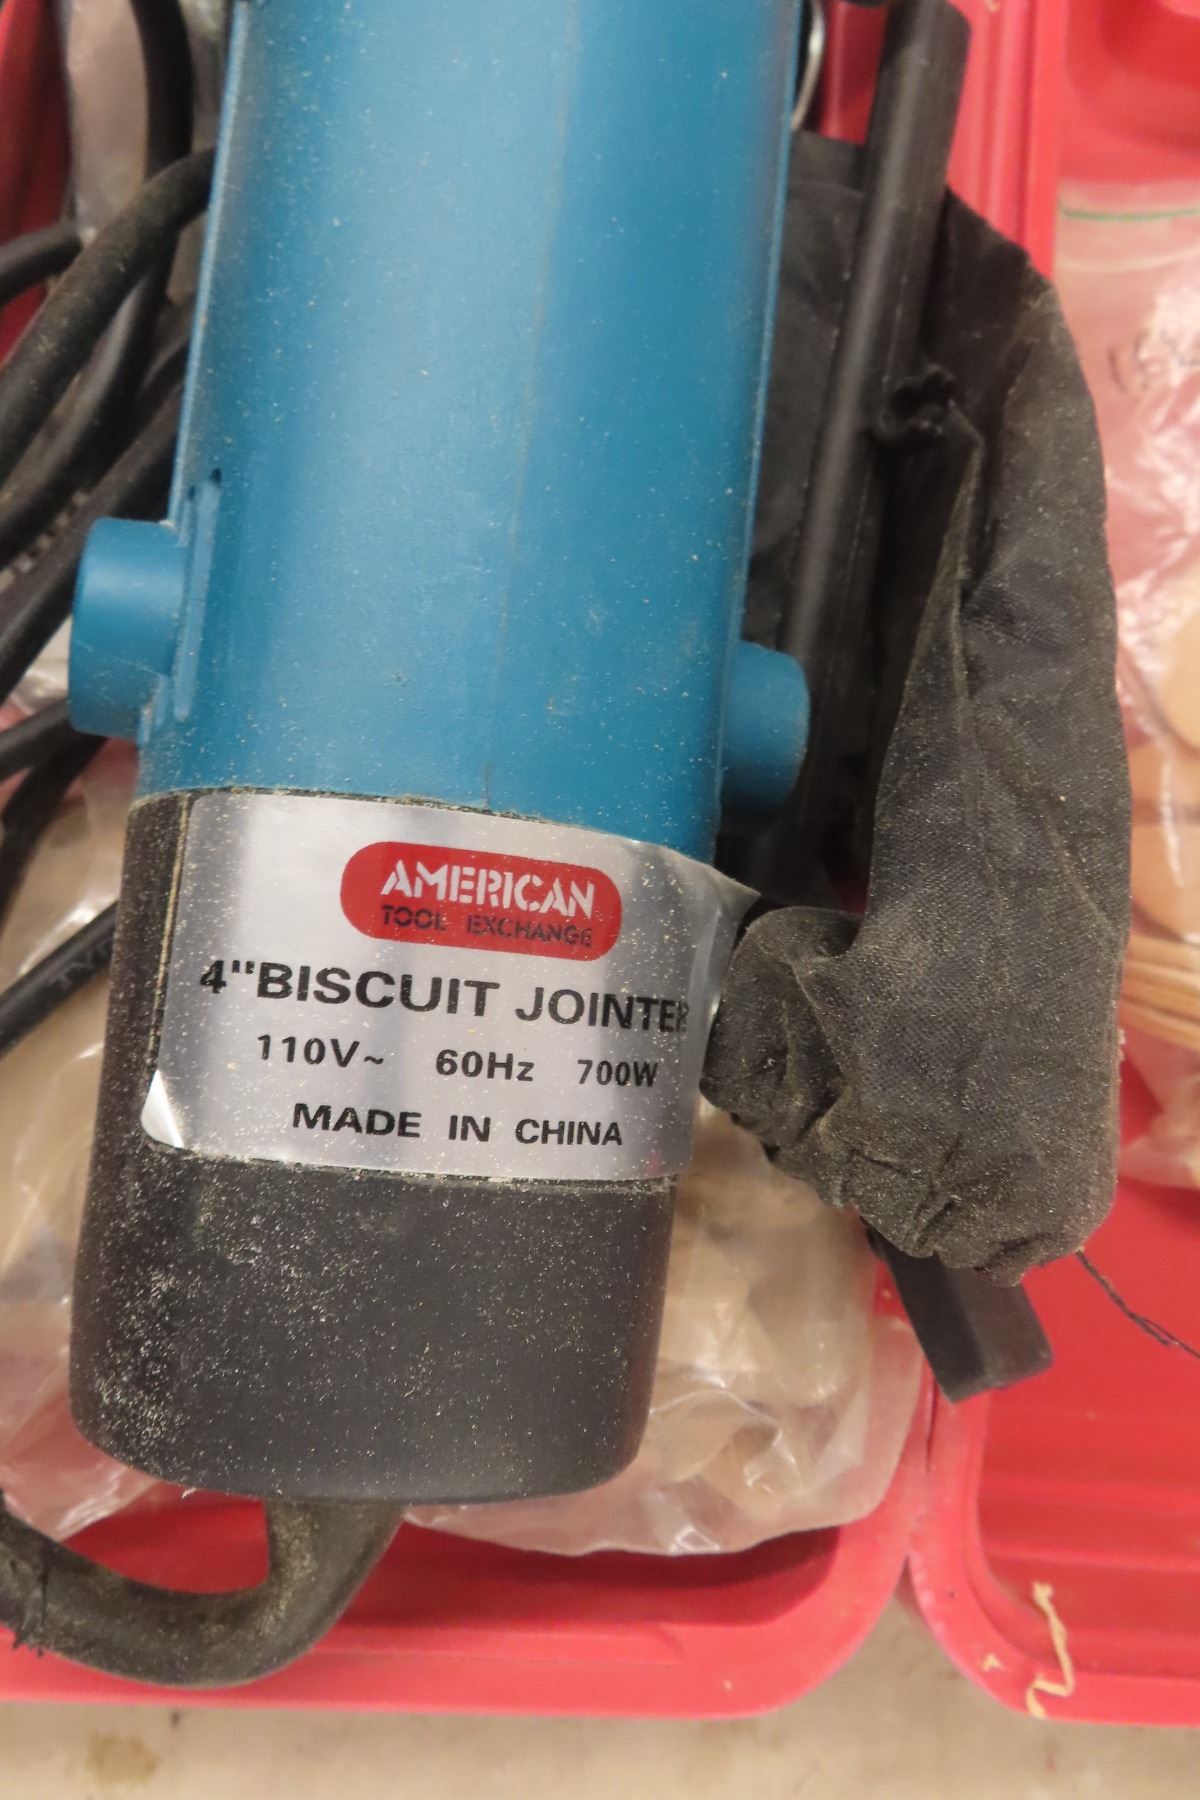 AMERICAN
TOOL EXCHANGE
4"BISCUIT JOINTER
110V~ 60Hz 700W
MADE IN CHINA